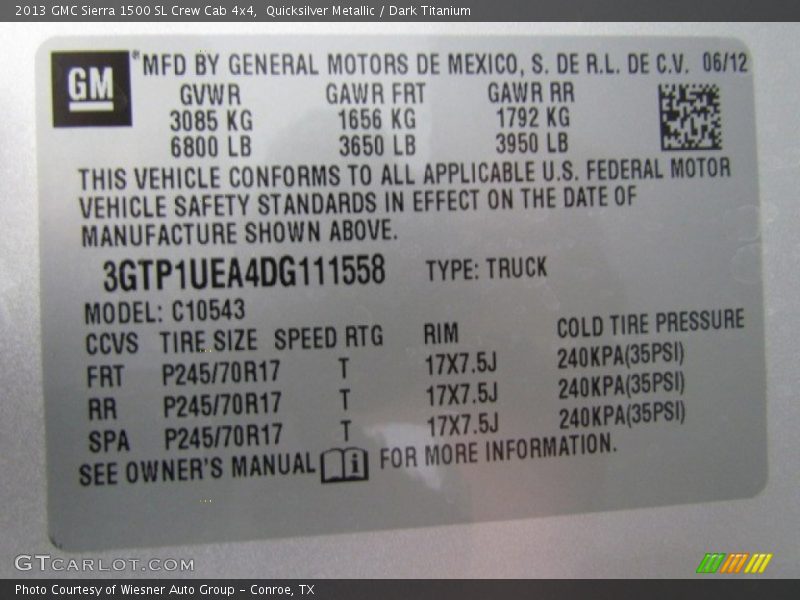 2013 GMC Sierra 1500 SL Crew Cab 4x4,  Quicksilver Metallic / Dark Titanium
GM
MFD BY GENERAL MOTORS DE MEXICO, S. DE R.L. DE C.V. 06/12
GVWR GAWR FRT GAWR RR
3085 KG 1656 KG 1792 KG
6800 LB 3650 LB 3950 LB
THIS VEHICLE CONFORMS TO ALL APPLICABLE U.S. FEDERAL MOTOR
VEHICLE SAFETY STANDARDS IN EFFECT ON THE DATE OF
MANUFACTURE SHOWN ABOVE.
3GTP1UEA4DG111558 TYPE: TRUCK
MODEL: C10543
CCVS TIRE SIZE SPEED RTG RIM COLD TIRE PRESSURE
FRT P245/70R17 T 17X7.5J 240KPA(35PSI)
RR P245/70R17 T 17X7.5J 240KPA(35PSI)
SPA P245/70R17 T 17X7.5J 240KPA(35PSI)
SEE OWNER'S MANUAL i FOR MORE INFORMATION.
GTCARLOT.COM
Photo Courtesy of Wiesner Auto Group - Conroe, TX